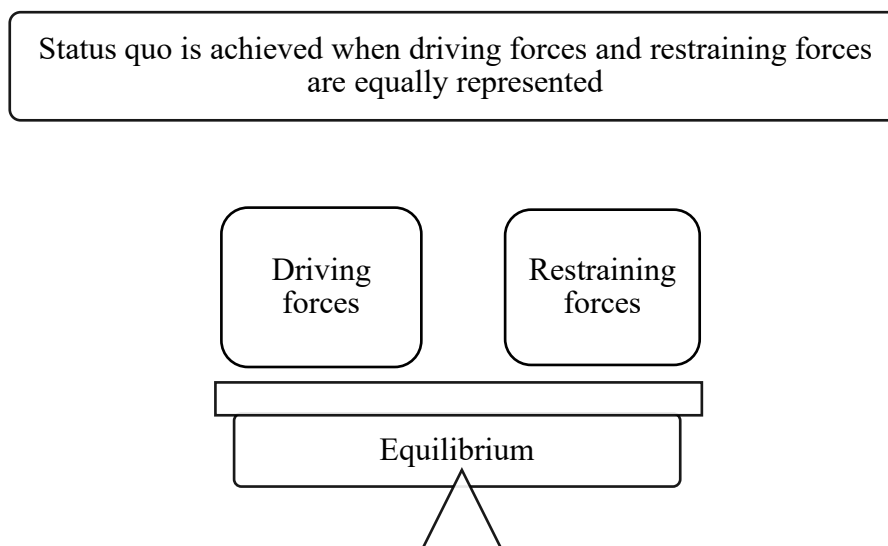 Status quo is achieved when driving forces and restraining forces
are equally represented
Driving
forces
Restraining
forces
Equilibrium